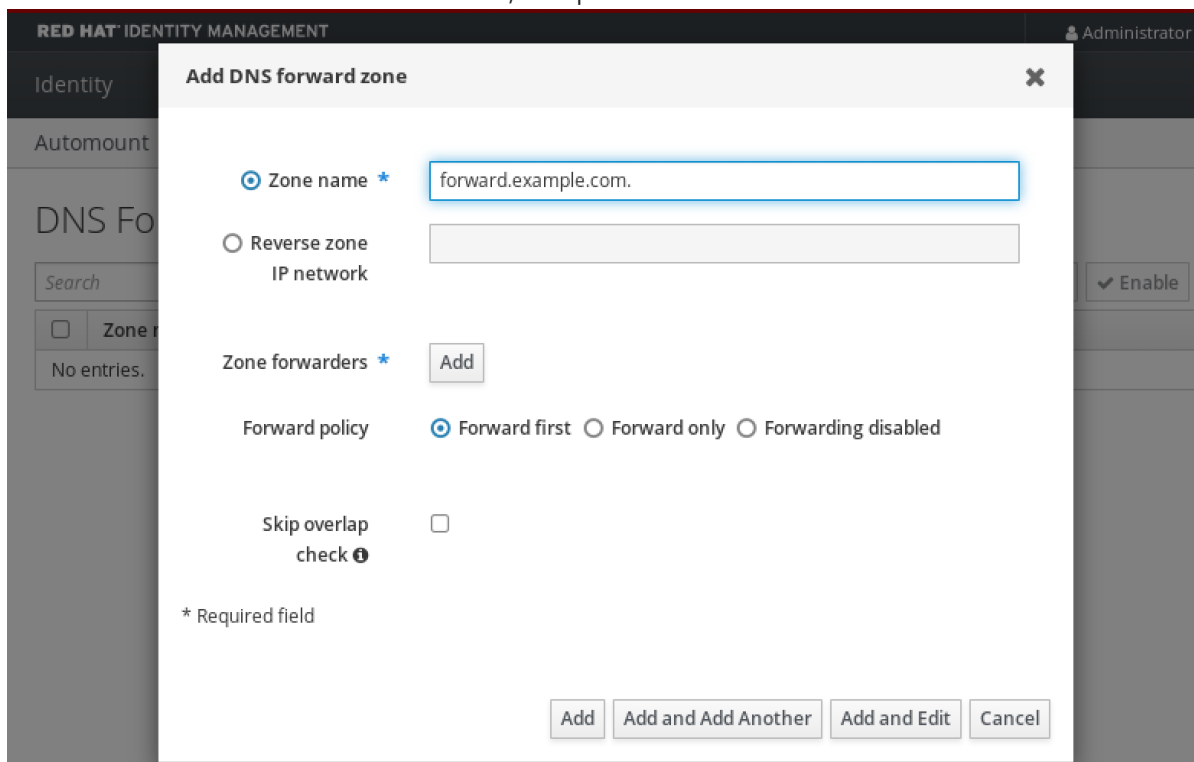 RED HAT IDENTITY MANAGEMENT
Administrator
Identity
Add DNS forward zone
Automount
Zone name *
forward.example.com.
DNS Fo
Reverse zone
IP network
Search
Enable
Zone
No entries.
Zone forwarders *
Add
Forward policy
Forward first
Forward only
Forwarding disabled
Skip overlap
check
* Required field
Add
Add and Add Another
Add and Edit
Cancel